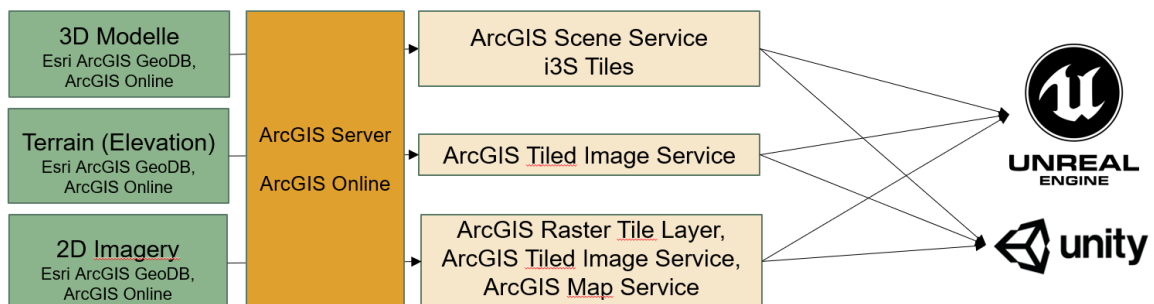 3D Modelle
Esri ArcGIS GeoDB,
ArcGIS Online
Terrain (Elevation)
Esri ArcGIS GeoDB,
ArcGIS Online
2D Imagery
Esri ArcGIS GeoDB,
ArcGIS Online
ArcGIS Server
ArcGIS Online
ArcGIS Scene Service
i3S Tiles
ArcGIS Tiled Image Service
ArcGIS Raster Tile Layer,
ArcGIS Tiled Image Service,
ArcGIS Map Service
UNREAL
ENGINE
unity